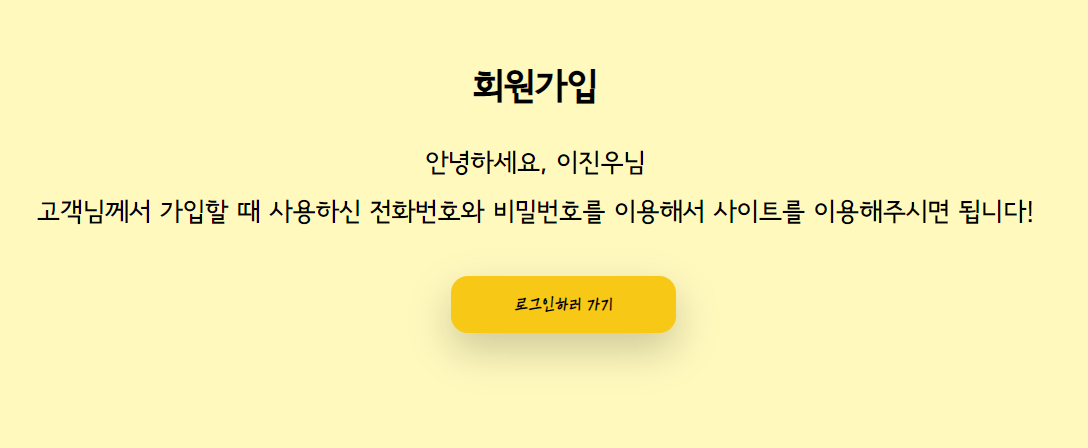 회원가입
안녕하세요, 이진우님
고객님께서 가입할 때 사용하신 전화번호와 비밀번호를 이용해서 사이트를 이용해주시면 됩니다!
로그인하러 가기